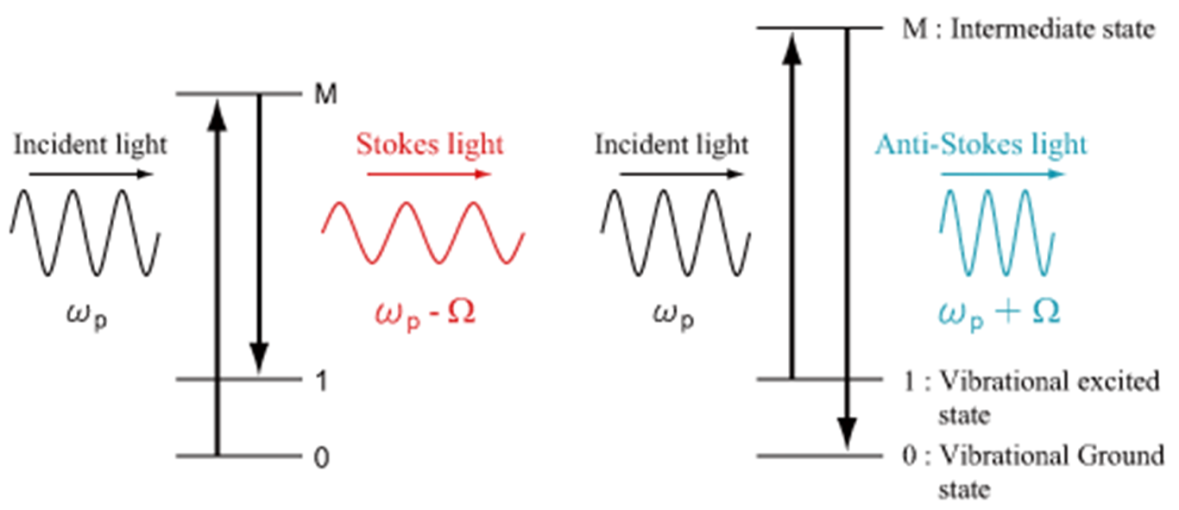 Incident light
ωp
M
1
0
Stokes light
ωp - Ω
Incident light
ωp
M : Intermediate state
Anti-Stokes light
ωp + Ω
1 : Vibrational excited
state
0 : Vibrational Ground
state